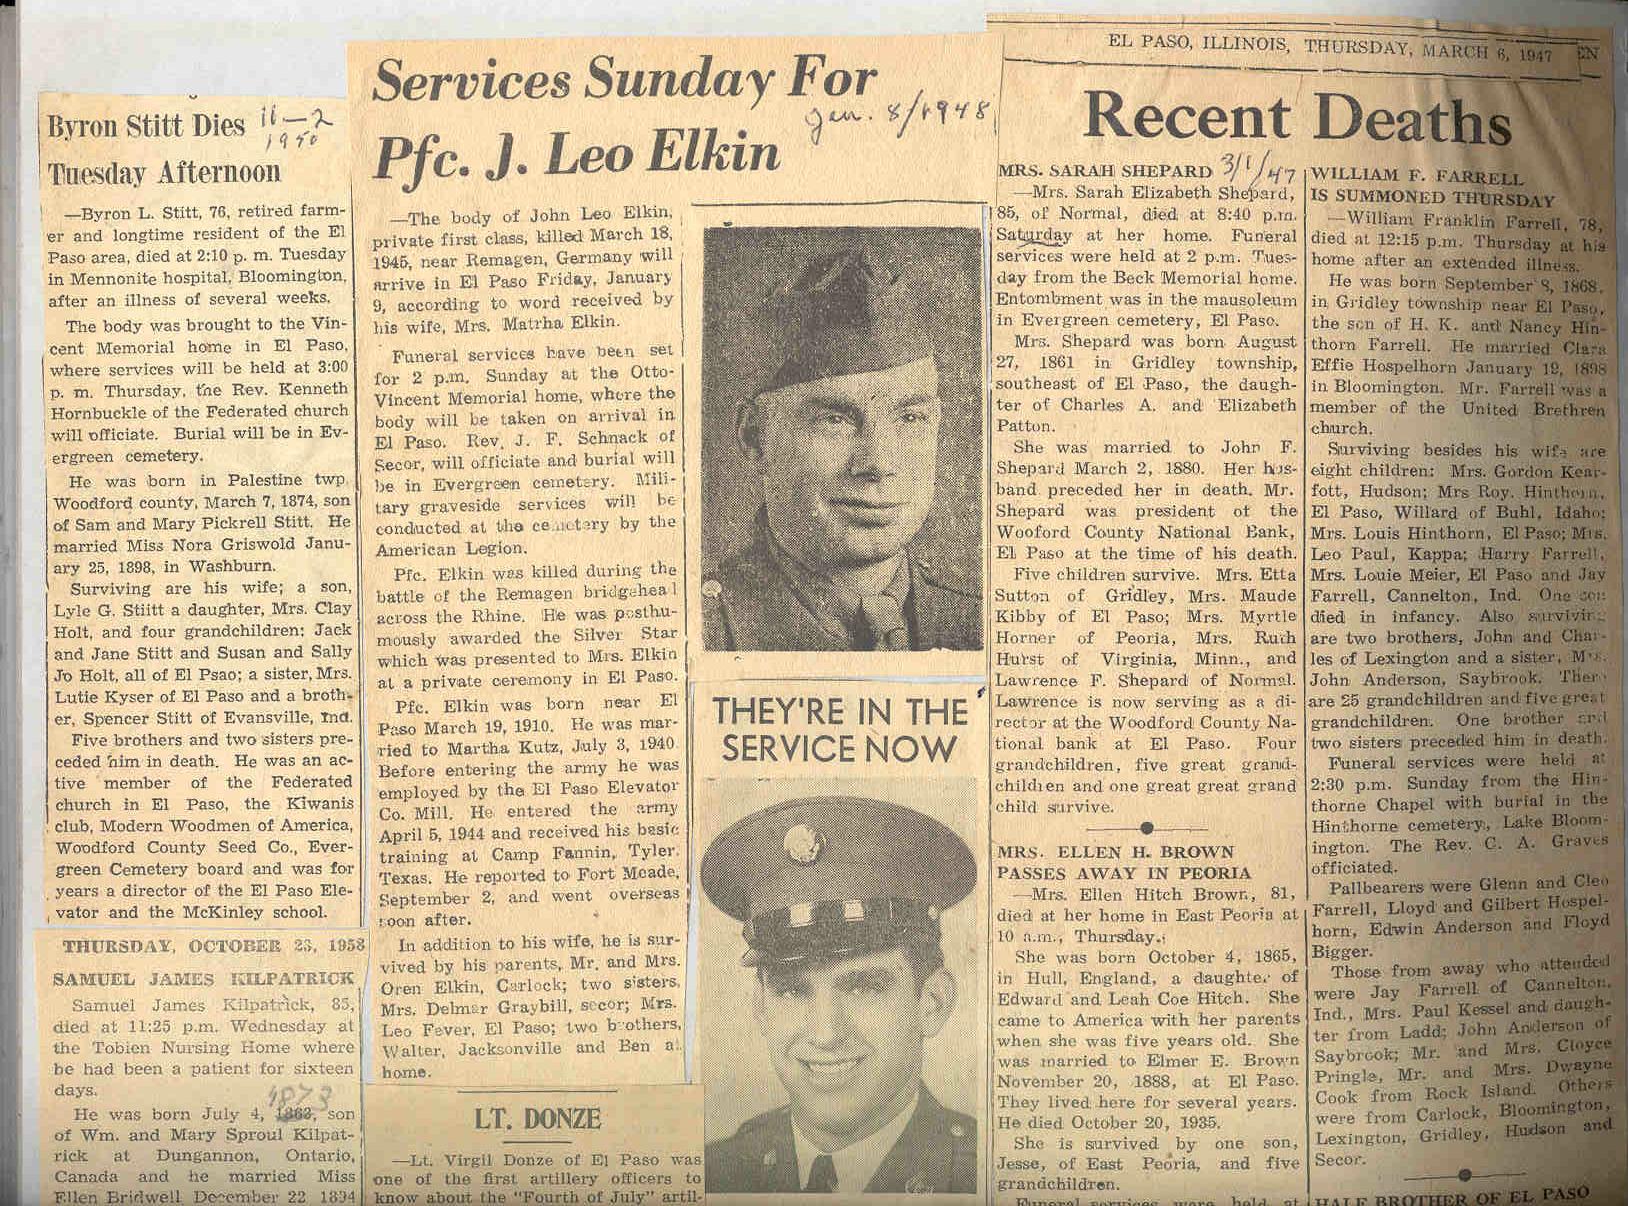 Byron Stitt Dies 11-2
1950
Tuesday Afternoon
—Byron L. Stitt, 76, retired farm-
er and longtime resident of the El
Paso area, died at 2:10 p. m. Tuesday
in Mennonite hospital, Bloomington,
after an illness of several weeks.
The body was brought to the Vin-
cent Memorial home in El Paso,
where services will be held at 3:00
p. m. Thursday, the Rev. Kenneth
Hornbuckle of the Federated church
will officiate. Burial will be in Ev-
ergreen cemetery.
He was born in Palestine twp.
Woodford county, March 7, 1874, son
of Sam and Mary Pickrell Stitt. He
married Miss Nora Griswold Janu-
ary 25, 1898, in Washburn.
Surviving are his wife; a son,
Lyle G. Stiitt a daughter, Mrs. Clay
Holt, and four grandchildren: Jack
and Jane Stitt and Susan and Sally
Jo Holt, all of El Psao; a sister, Mrs.
Lutie Kyser of El Paso and a broth-
er, Spencer Stitt of Evansville, Ind.
Five brothers and two sisters pre-
ceded him in death. He was an ac-
tive member of the Federated
church in El Paso, the Kiwanis
club, Modern Woodmen of America,
Woodford County Seed Co., Ever-
green Cemetery board and was for
years a director of the El Paso Ele-
vator and the McKinley school.
THURSDAY, OCTOBER 23, 1958
SAMUEL JAMES KILPATRICK
Samuel James Kilpatrick, 85,
died at 11:25 p.m. Wednesday at
the Tobien Nursing Home where
he had been a patient for sixteen
days.
1873
He was born July 4, 1863, son
of Wm. and Mary Sproul Kilpat-
rick at Dungannon, Ontario,
Canada and he married Miss
Ellen Bridwell December 22 1894
Services Sunday For
Jan. 8/1948
Pfc. J. Leo Elkin
—The body of John Leo Elkin,
private first class, killed March 18,
1945, near Remagen, Germany will
arrive in El Paso Friday, January
9, according to word received by
his wife, Mrs. Matrha Elkin.
Funeral services have been set
for 2 p.m. Sunday at the Otto-
Vincent Memorial home, where the
body will be taken on arrival in
El Paso. Rev. J. F. Schnack of
Secor, will officiate and burial will
be in Evergreen cemetery. Mili-
tary graveside services will be
conducted at the cemetery by the
American Legion.
Pfc. Elkin was killed during the
battle of the Remagen bridgehead
across the Rhine. He was posthu-
mously awarded the Silver Star
which was presented to Mrs. Elkin
at a private ceremony in El Paso.
Pfc. Elkin was born near El
Paso March 19, 1910. He was mar-
ried to Martha Kutz, July 3, 1940.
Before entering the army he was
employed by the El Paso Elevator
Co. Mill. He entered the army
April 5, 1944 and received his basic
training at Camp Fannin, Tyler,
Texas. He reported to Fort Meade,
September 2, and went overseas
soon after.
In addition to his wife, he is sur-
vived by his parents, Mr. and Mrs.
Oren Elkin, Carlock; two sisters,
Mrs. Delmar Graybill, secor; Mrs.
Leo Fever, El Paso; two brothers,
Walter, Jacksonville and Ben at
home.
LT. DONZE
—Lt. Virgil Donze of El Paso was
one of the first artillery officers to
know about the "Fourth of July" artil-
THEY'RE IN THE
SERVICE NOW
EL PASO, ILLINOIS, THURSDAY, MARCH 6, 1947
EN
Recent Deaths
MRS. SARAH SHEPARD 3/1/47
—Mrs. Sarah Elizabeth Shepard,
85, of Normal, died at 8:40 p.m.
Saturday at her home. Funeral
services were held at 2 p.m. Tues-
day from the Beck Memorial home.
Entombment was in the mausoleum
in Evergreen cemetery, El Paso.
Mrs. Shepard was born August
27, 1861 in Gridley township,
southeast of El Paso, the daugh-
ter of Charles A. and Elizabeth
Patton.
She was married to John F.
Shepard March 2, 1880. Her hus-
band preceded her in death. Mr.
Shepard was president of the
Wooford County National Bank,
El Paso at the time of his death.
Five children survive. Mrs. Etta
Sutton of Gridley, Mrs. Maude
Kibby of El Paso; Mrs. Myrtle
Horner of Peoria, Mrs. Ruth
Hurst of Virginia, Minn., and
Lawrence F. Shepard of Normal.
Lawrence is now serving as a di-
rector at the Woodford County Na-
tional bank at El Paso. Four
grandchildren, five great grand-
children and one great great grand
child survive.
MRS. ELLEN H. BROWN
PASSES AWAY IN PEORIA
—Mrs. Ellen Hitch Brown, 81,
died at her home in East Peoria at
10 a.m., Thursday.
She was born October 4, 1865,
in Hull, England, a daughter of
Edward and Leah Coe Hitch. She
came to America with her parents
when she was five years old. She
was married to Elmer E. Brown
November 20, 1888, at El Paso.
They lived here for several years.
He died October 20, 1935.
She is survived by one son,
Jesse, of East Peoria, and five
grandchildren.
Funeral services were held at
WILLIAM F. FARRELL
IS SUMMONED THURSDAY
—William Franklin Farrell, 78,
died at 12:15 p.m. Thursday at his
home after an extended illness.
He was born September 8, 1868,
in Gridley township near El Paso,
the son of H. K. and Nancy Hin-
thorn Farrell. He married Clara
Effie Hospelhorn January 19, 1898
in Bloomington. Mr. Farrell was a
member of the United Brethren
church.
Surviving besides his wife are
eight children: Mrs. Gordon Kear-
fott, Hudson; Mrs Roy. Hinthorn,
El Paso, Willard of Buhl, Idaho;
Mrs. Louis Hinthorn, El Paso; Mrs.
Leo Paul, Kappa; Harry Farrell,
Mrs. Louie Meier, El Paso and Jay
Farrell, Cannelton, Ind. One son
died in infancy. Also surviving
are two brothers, John and Char-
les of Lexington and a sister, Mrs.
John Anderson, Saybrook. There
are 25 grandchildren and five great
grandchildren. One brother and
two sisters preceded him in death.
Funeral services were held at
2:30 p.m. Sunday from the Hin-
thorne Chapel with burial in the
Hinthorne cemetery, Lake Bloom-
ington. The Rev. C. A. Graves
officiated.
Pallbearers were Glenn and Cleo
Farrell, Lloyd and Gilbert Hospel-
horn, Edwin Anderson and Floyd
Bigger.
Those from away who attended
were Jay Farrell of Cannelton,
Ind., Mrs. Paul Kessel and daugh-
ter from Ladd; John Anderson of
Saybrook; Mr. and Mrs. Cloyce
Pringle, Mr. and Mrs. Dwayne
Cook from Rock Island. Others
were from Carlock, Bloomington,
Lexington, Gridley, Hudson and
Secor.
HALF BROTHER OF EL PASO